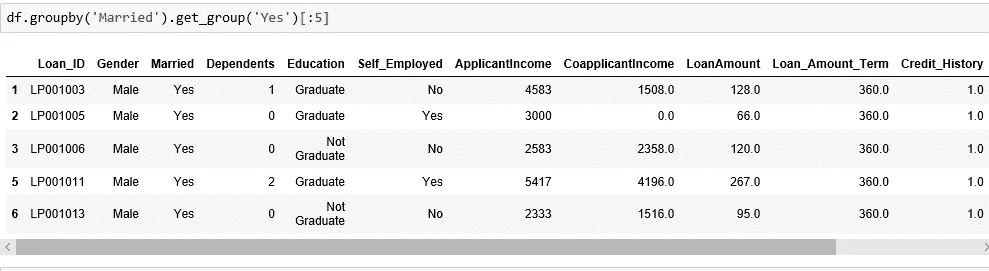 df.groupby('Married').get_group('Yes')[:5]
Loan_ID Gender Married Dependents Education Self_Employed ApplicantIncome CoapplicantIncome LoanAmount Loan_Amount_Term Credit_History
1 LP001003 Male Yes 1 Graduate No 4583 1508.0 128.0 360.0 1.0
2 LP001005 Male Yes 0 Graduate Yes 3000 0.0 66.0 360.0 1.0
3 LP001006 Male Yes 0 Not Graduate No 2583 2358.0 120.0 360.0 1.0
5 LP001011 Male Yes 2 Graduate Yes 5417 4196.0 267.0 360.0 1.0
6 LP001013 Male Yes 0 Not Graduate No 2333 1516.0 95.0 360.0 1.0